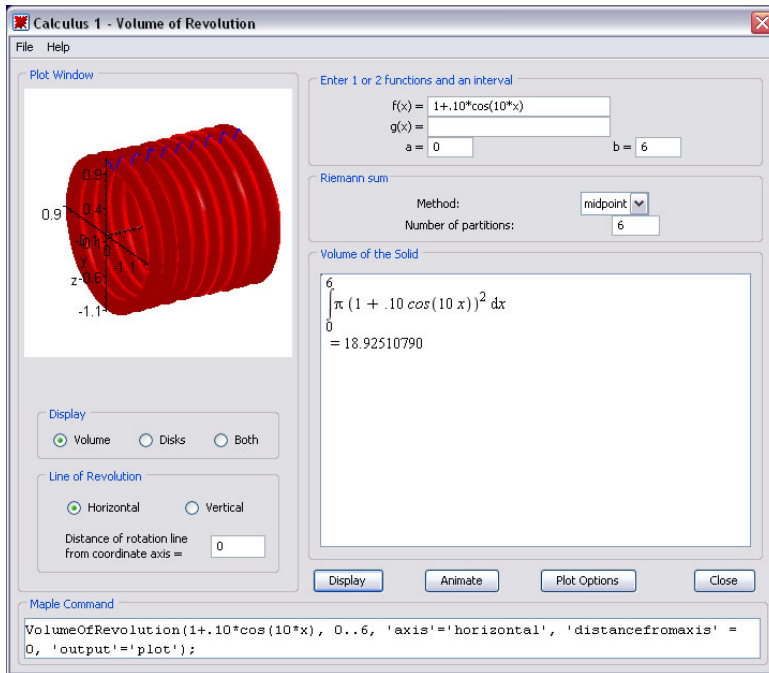 Calculus 1 - Volume of Revolution
File Help
Plot Window
0.9
0.9
0.4
-0.1
0
-1.1
z
-0.6
-1.1
Display
Volume Disks Both
Line of Revolution
Horizontal Vertical
Distance of rotation line
from coordinate axis = 0
Enter 1 or 2 functions and an interval
f(x) = 1+.10*cos(10*x)
g(x) =
a = 0 b = 6
Riemann sum
Method: midpoint
Number of partitions: 6
Volume of the Solid
6
∫ π (1 + .10 cos(10 x))² dx
0
= 18.92510790
Display Animate Plot Options Close
Maple Command
VolumeOfRevolution(1+.10*cos(10*x), 0..6, 'axis'='horizontal', 'distancefromaxis' =
0, 'output'='plot');